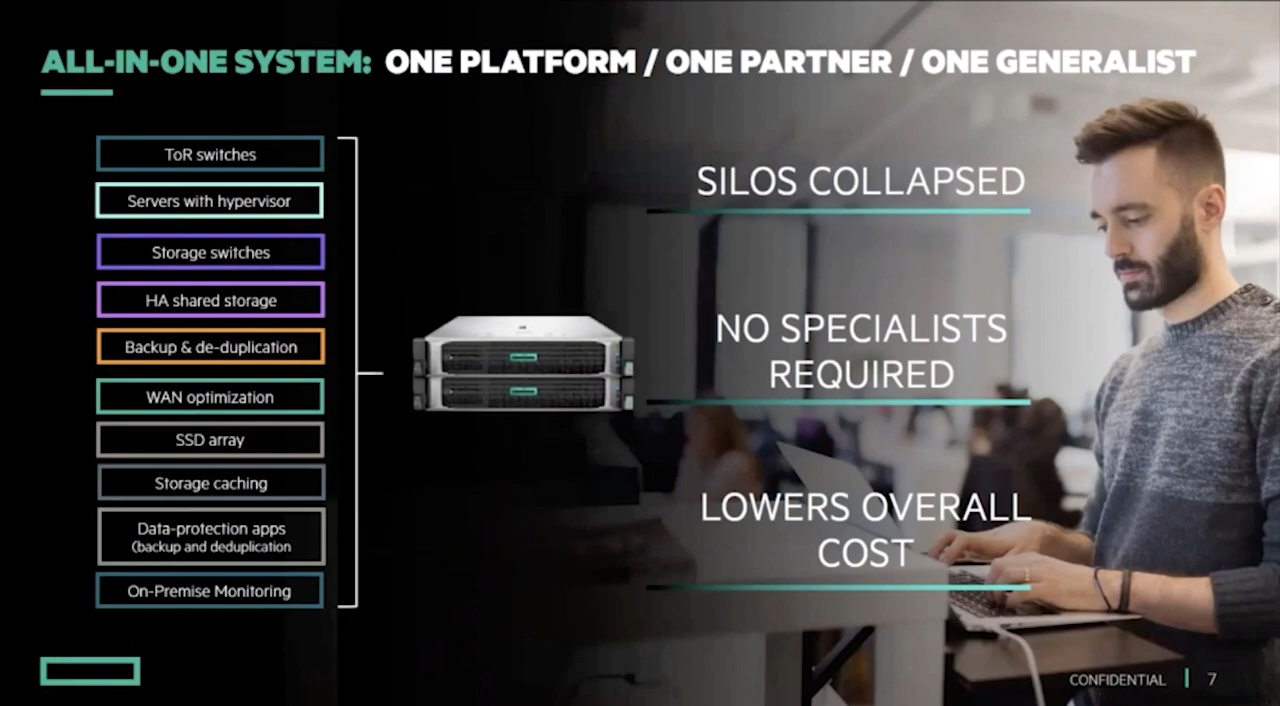 ALL-IN-ONE SYSTEM: ONE PLATFORM / ONE PARTNER / ONE GENERALIST
ToR switches
Servers with hypervisor
Storage switches
HA shared storage
Backup & de-duplication
WAN optimization
SSD array
Storage caching
Data-protection apps
(backup and deduplication
On-Premise Monitoring
SILOS COLLAPSED
NO SPECIALISTS
REQUIRED
LOWERS OVERALL
COST
CONFIDENTIAL | 7